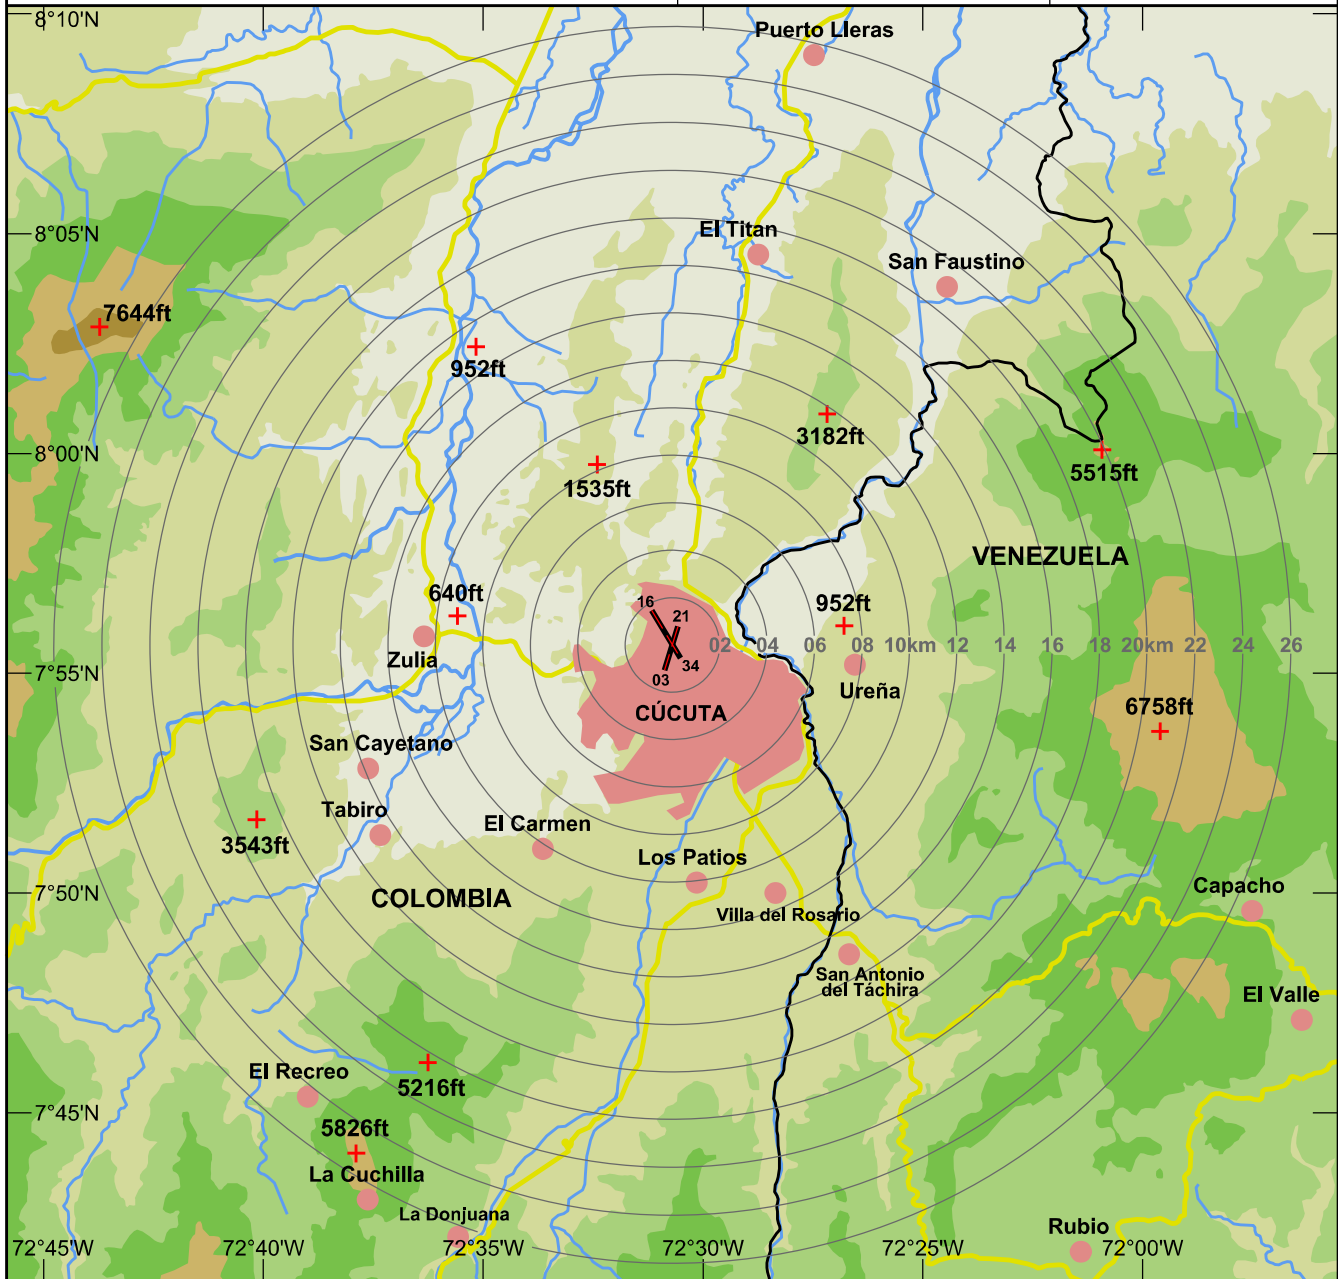 8°10'N
Puerto Lleras
8°05'N
El Titan
San Faustino
7644ft
952ft
3182ft
8°00'N
5515ft
1535ft
VENEZUELA
640ft
16
21
952ft
02 04 06 08 10km 12 14 16 18 20km 22 24 26
Zulia
7°55'N
34
03
Ureña
CÚCUTA
6758ft
San Cayetano
Tabiro
El Carmen
3543ft
Los Patios
7°50'N
COLOMBIA
Capacho
Villa del Rosario
San Antonio
del Táchira
El Valle
El Recreo
5216ft
7°45'N
5826ft
La Cuchilla
La Donjuana
Rubio
72°45'W 72°40'W 72°35'W 72°30'W 72°25'W 72°00'W